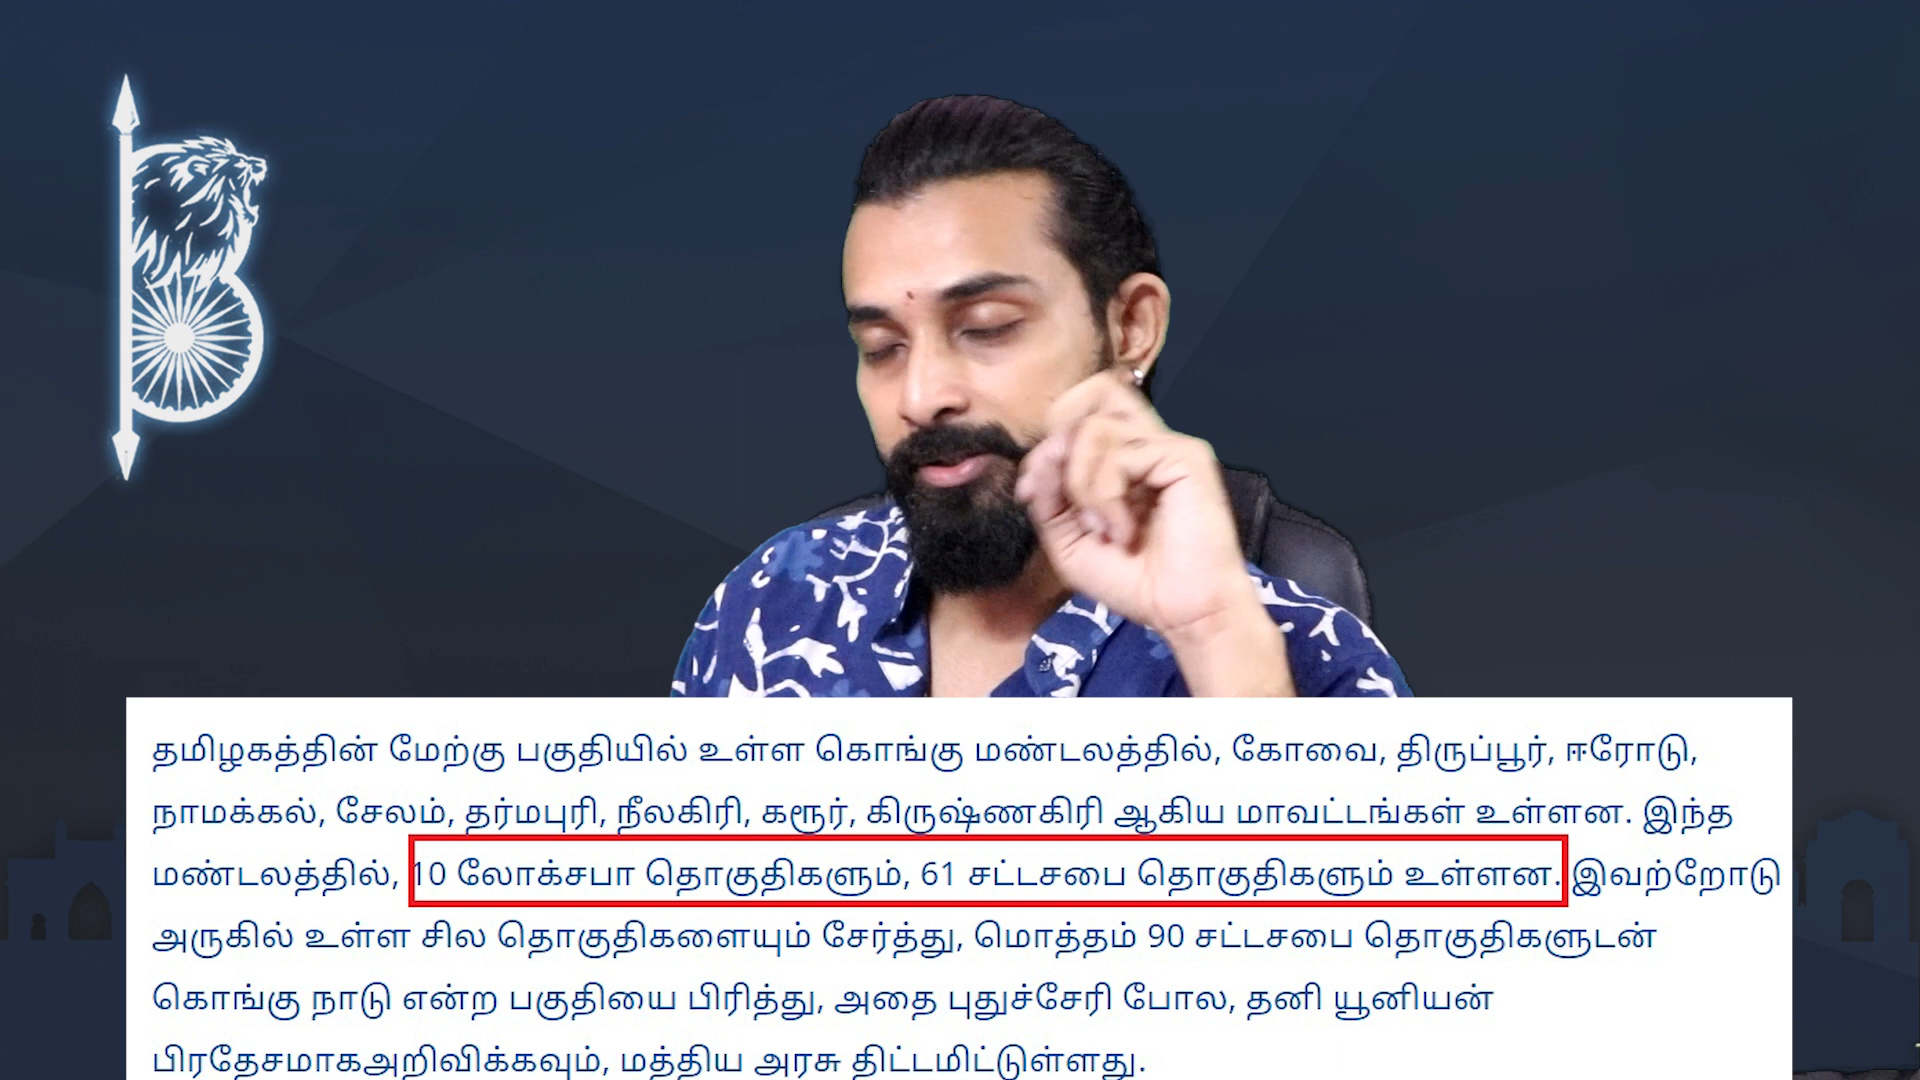 தமிழகத்தின் மேற்கு பகுதியில் உள்ள கொங்கு மண்டலத்தில், கோவை, திருப்பூர், ஈரோடு,
நாமக்கல், சேலம், தர்மபுரி, நீலகிரி, கரூர், கிருஷ்ணகிரி ஆகிய மாவட்டங்கள் உள்ளன. இந்த
மண்டலத்தில், 10 லோக்சபா தொகுதிகளும், 61 சட்டசபை தொகுதிகளும் உள்ளன. இவற்றோடு
அருகில் உள்ள சில தொகுதிகளையும் சேர்த்து, மொத்தம் 90 சட்டசபை தொகுதிகளுடன்
கொங்கு நாடு என்ற பகுதியை பிரித்து, அதை புதுச்சேரி போல, தனி யூனியன்
பிரதேசமாகஅறிவிக்கவும், மத்திய அரசு திட்டமிட்டுள்ளது.